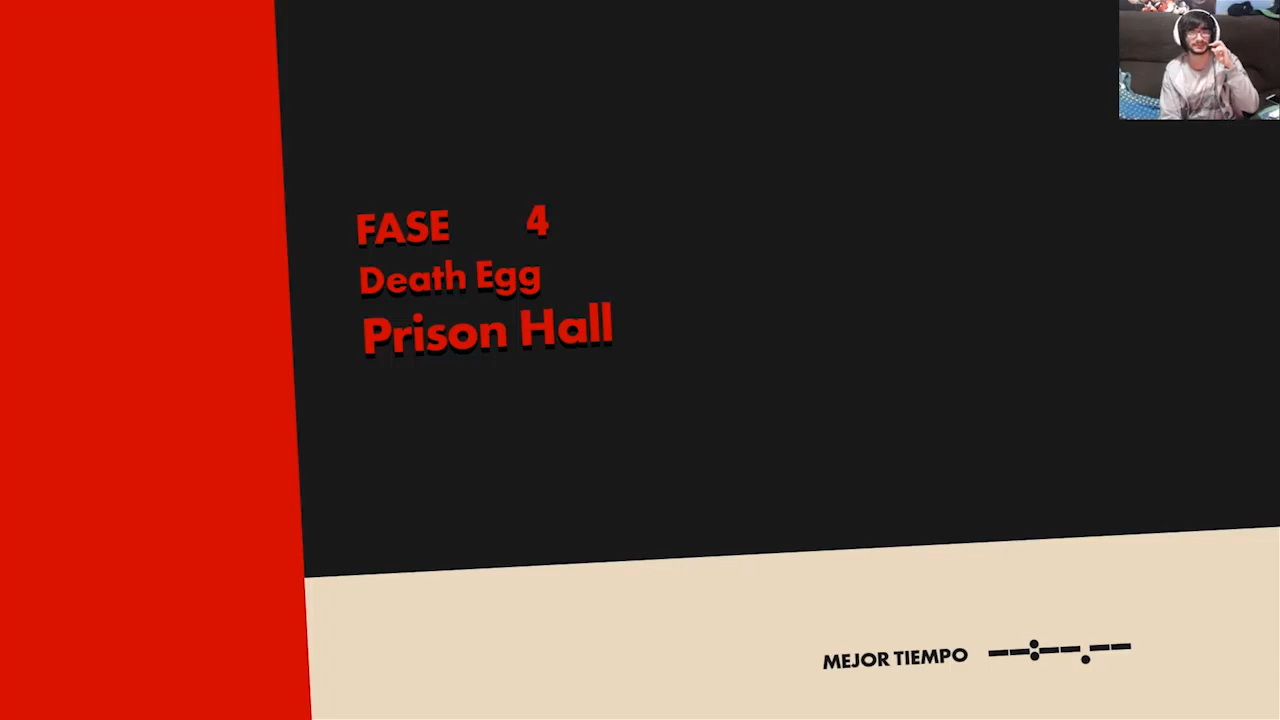 FASE 4
Death Egg
Prison Hall
MEJOR TIEMPO --:--.--